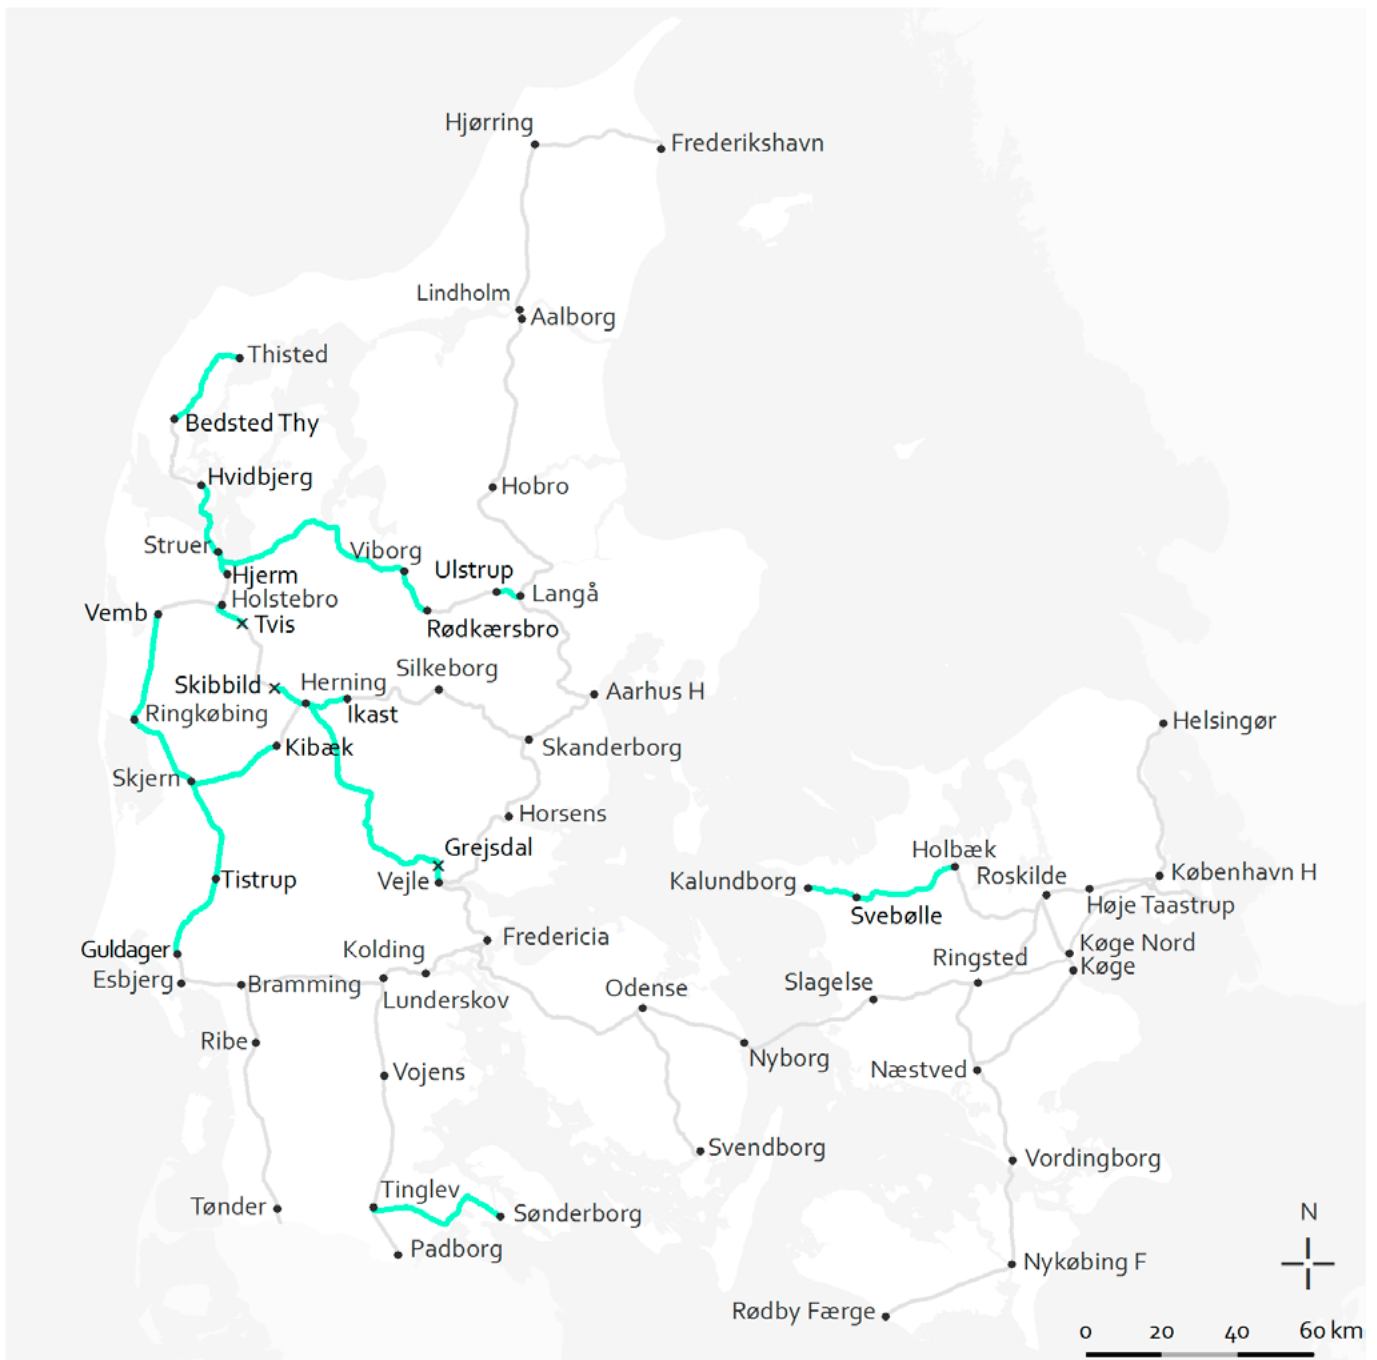 Hjørring
Frederikshavn
Lindholm
Aalborg
Thisted
Bedsted Thy
Hvidbjerg
Hobro
Struer
Viborg
Ulstrup
Hjerm
Langå
Holstebro
Vemb
Tvis
Rødkærsbro
Silkeborg
Skibbild
Herning
Aarhus H
Ringkøbing
Ikast
Helsingør
Kibæk
Skanderborg
Skjern
Horsens
Grejsdal
Holbæk
Vejle
Tistrup
Kalundborg
Roskilde
København H
Svebølle
Høje Taastrup
Guldager
Kolding
Fredericia
Køge Nord
Ringsted
Køge
Esbjerg
Bramming
Lunderskov
Odense
Slagelse
Ribe
Nyborg
Vojens
Næstved
Svendborg
Vordingborg
Tinglev
Tønder
Sønderborg
N
Padborg
Nykøbing F
Rødby Færge
0 20 40 60 km